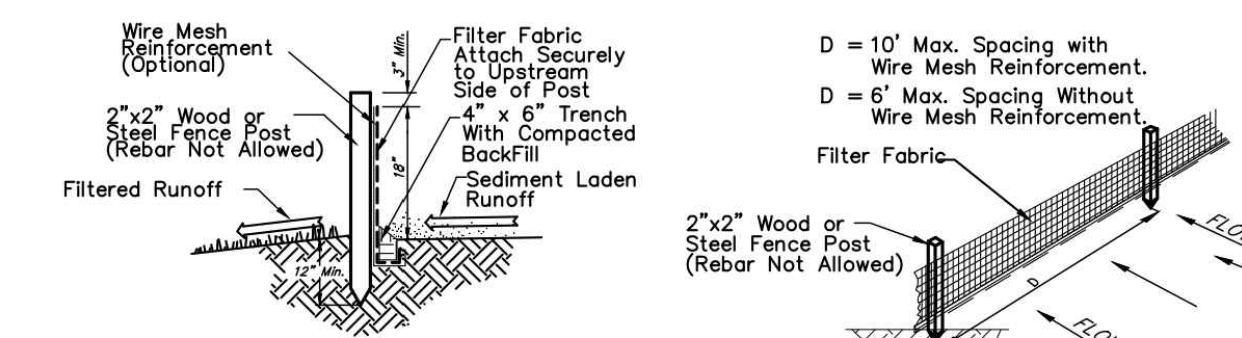 Wire Mesh
Reinforcement
(Optional)
2"x2" Wood or
Steel Fence Post
(Rebar Not Allowed)
Filtered Runoff
12" Min.
3" Min.
18"
Filter Fabric
Attach Securely
to Upstream
Side of Post
4" x 6" Trench
With Compacted
BackFill
Sediment Laden
Runoff
D = 10' Max. Spacing with
Wire Mesh Reinforcement.
D = 6' Max. Spacing Without
Wire Mesh Reinforcement.
Filter Fabric
2"x2" Wood or
Steel Fence Post
(Rebar Not Allowed)
D